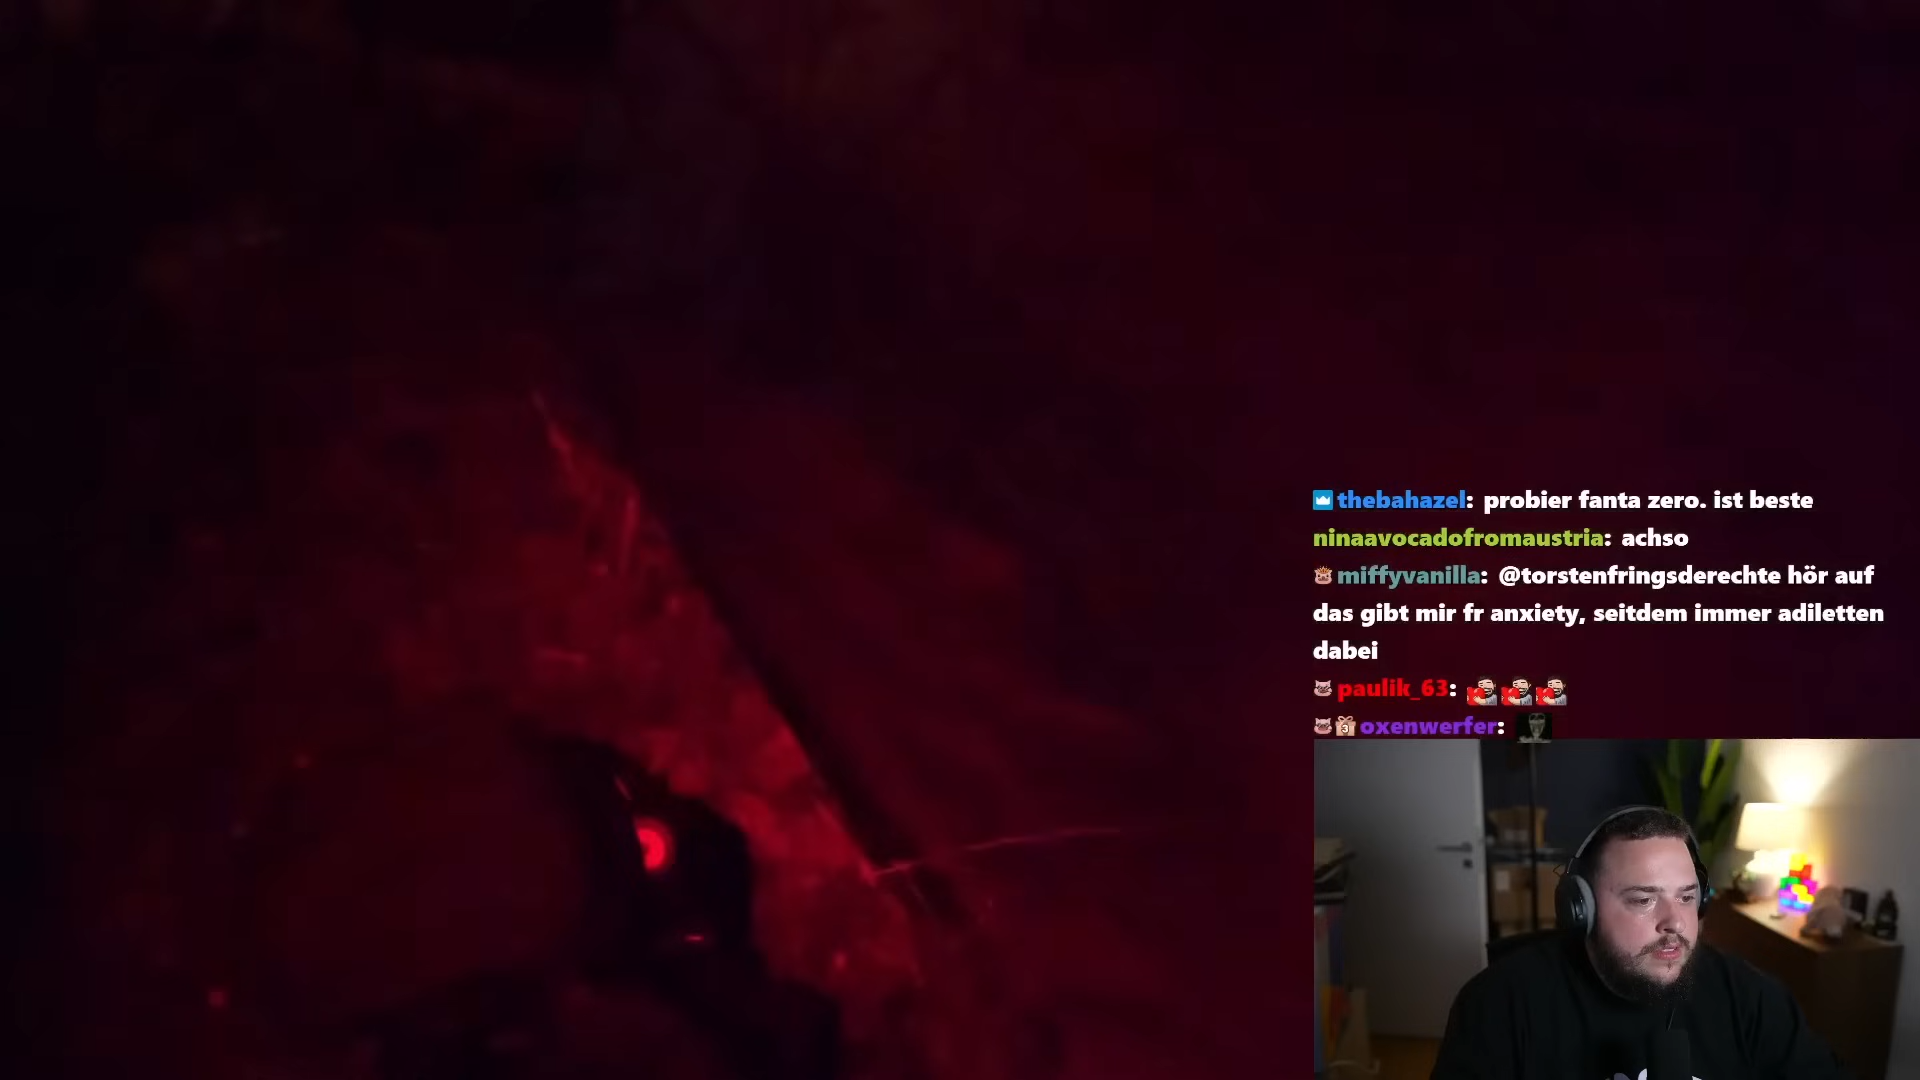 thebahazel: probier fanta zero. ist beste
ninaavocadofromaustria: achso
miffyvanilla: @torstenfringsderechte hör auf
das gibt mir fr anxiety, seitdem immer adiletten
dabei
paulik_63:
3 oxenwerfer: